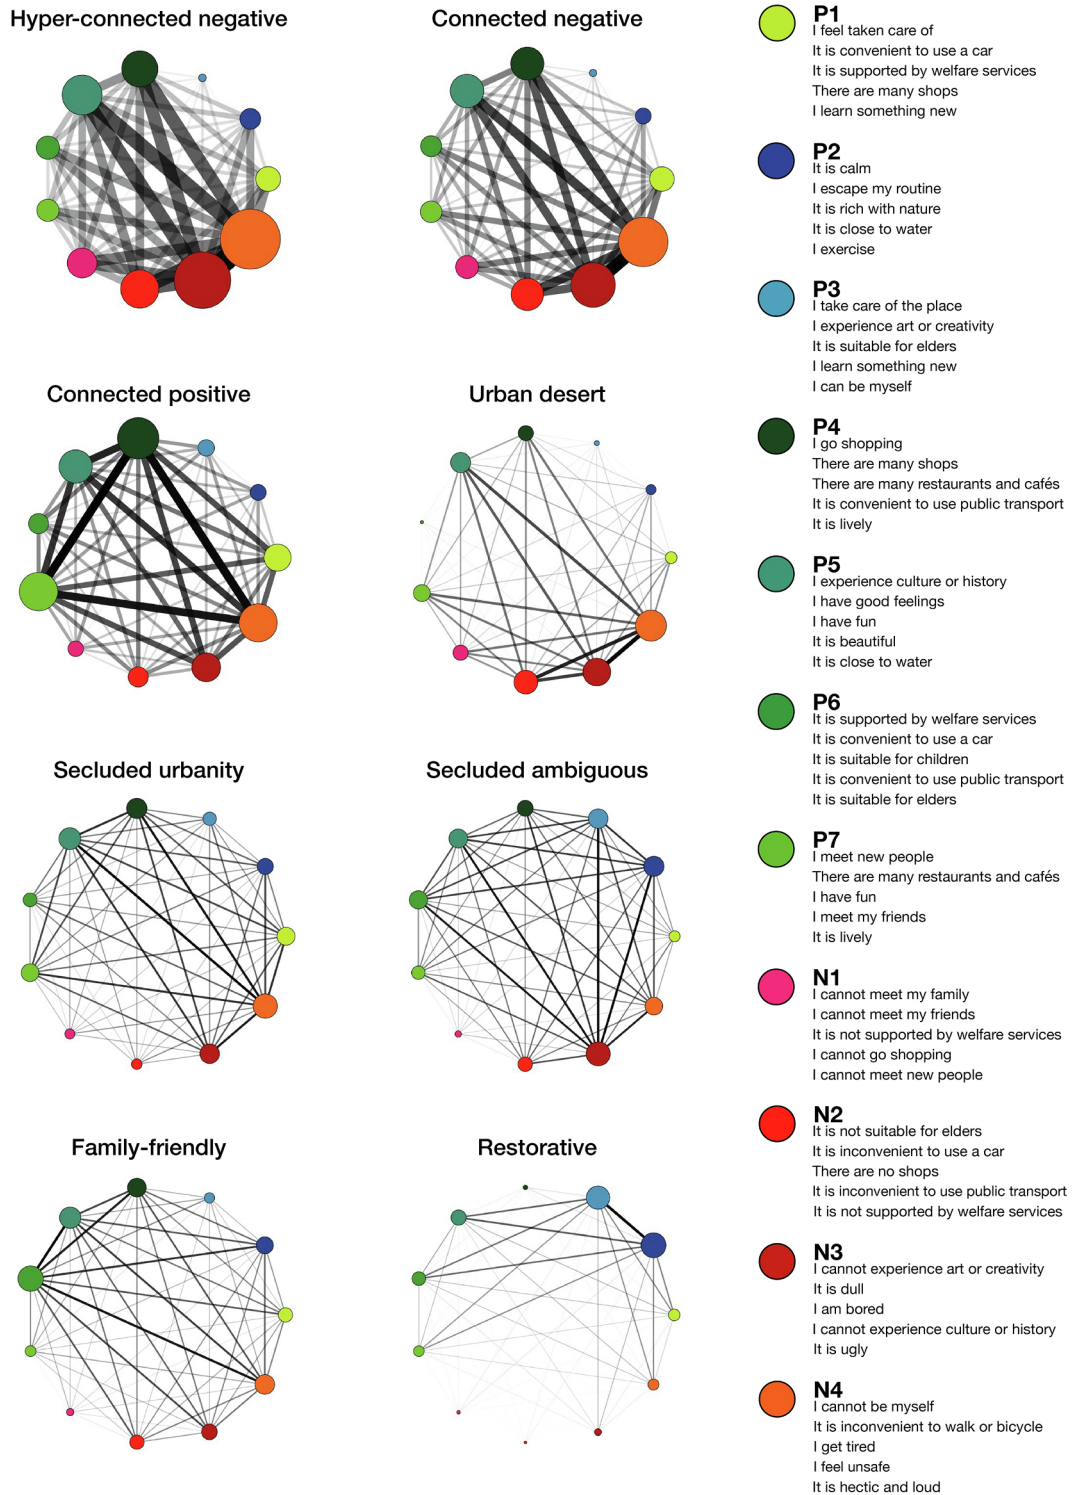 Hyper-connected negative
Connected negative
Connected positive
Urban desert
Secluded urbanity
Secluded ambiguous
Family-friendly
Restorative
P1
I feel taken care of
It is convenient to use a car
It is supported by welfare services
There are many shops
I learn something new
P2
It is calm
I escape my routine
It is rich with nature
It is close to water
I exercise
P3
I take care of the place
I experience art or creativity
It is suitable for elders
I learn something new
I can be myself
P4
I go shopping
There are many shops
There are many restaurants and cafés
It is convenient to use public transport
It is lively
P5
I experience culture or history
I have good feelings
I have fun
It is beautiful
It is close to water
P6
It is supported by welfare services
It is convenient to use a car
It is suitable for children
It is convenient to use public transport
It is suitable for elders
P7
I meet new people
There are many restaurants and cafés
I have fun
I meet my friends
It is lively
N1
I cannot meet my family
I cannot meet my friends
It is not supported by welfare services
I cannot go shopping
I cannot meet new people
N2
It is not suitable for elders
It is inconvenient to use a car
There are no shops
It is inconvenient to use public transport
It is not supported by welfare services
N3
I cannot experience art or creativity
It is dull
I am bored
I cannot experience culture or history
It is ugly
N4
I cannot be myself
It is inconvenient to walk or bicycle
I get tired
I feel unsafe
It is hectic and loud